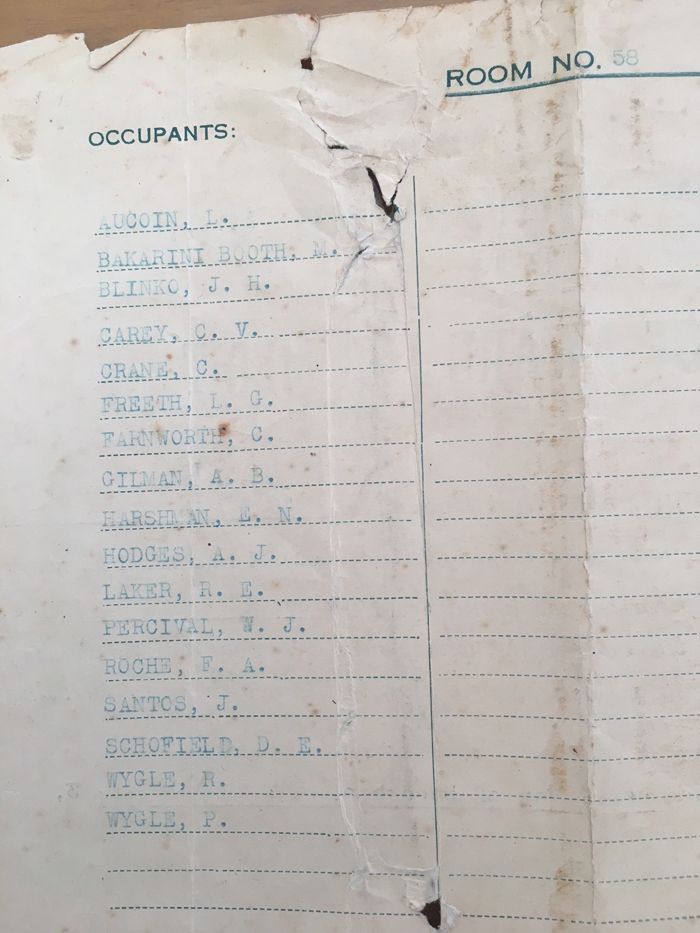 ROOM NO. 58
OCCUPANTS:
AUCOIN, L.
BAKARINI BOOTH, M.
BLINKO, J. H.
CAREY, C. V.
CRANE, C.
FREETH, L. G.
FARNWORTH, C.
GILMAN, A. B.
HARSHMAN, E. N.
HODGES, A. J.
LAKER, R. E.
PERCIVAL, W. J.
ROCHE, F. A.
SANTOS, J.
SCHOFIELD, D. E.
WYGLE, R.
WYGLE, P.